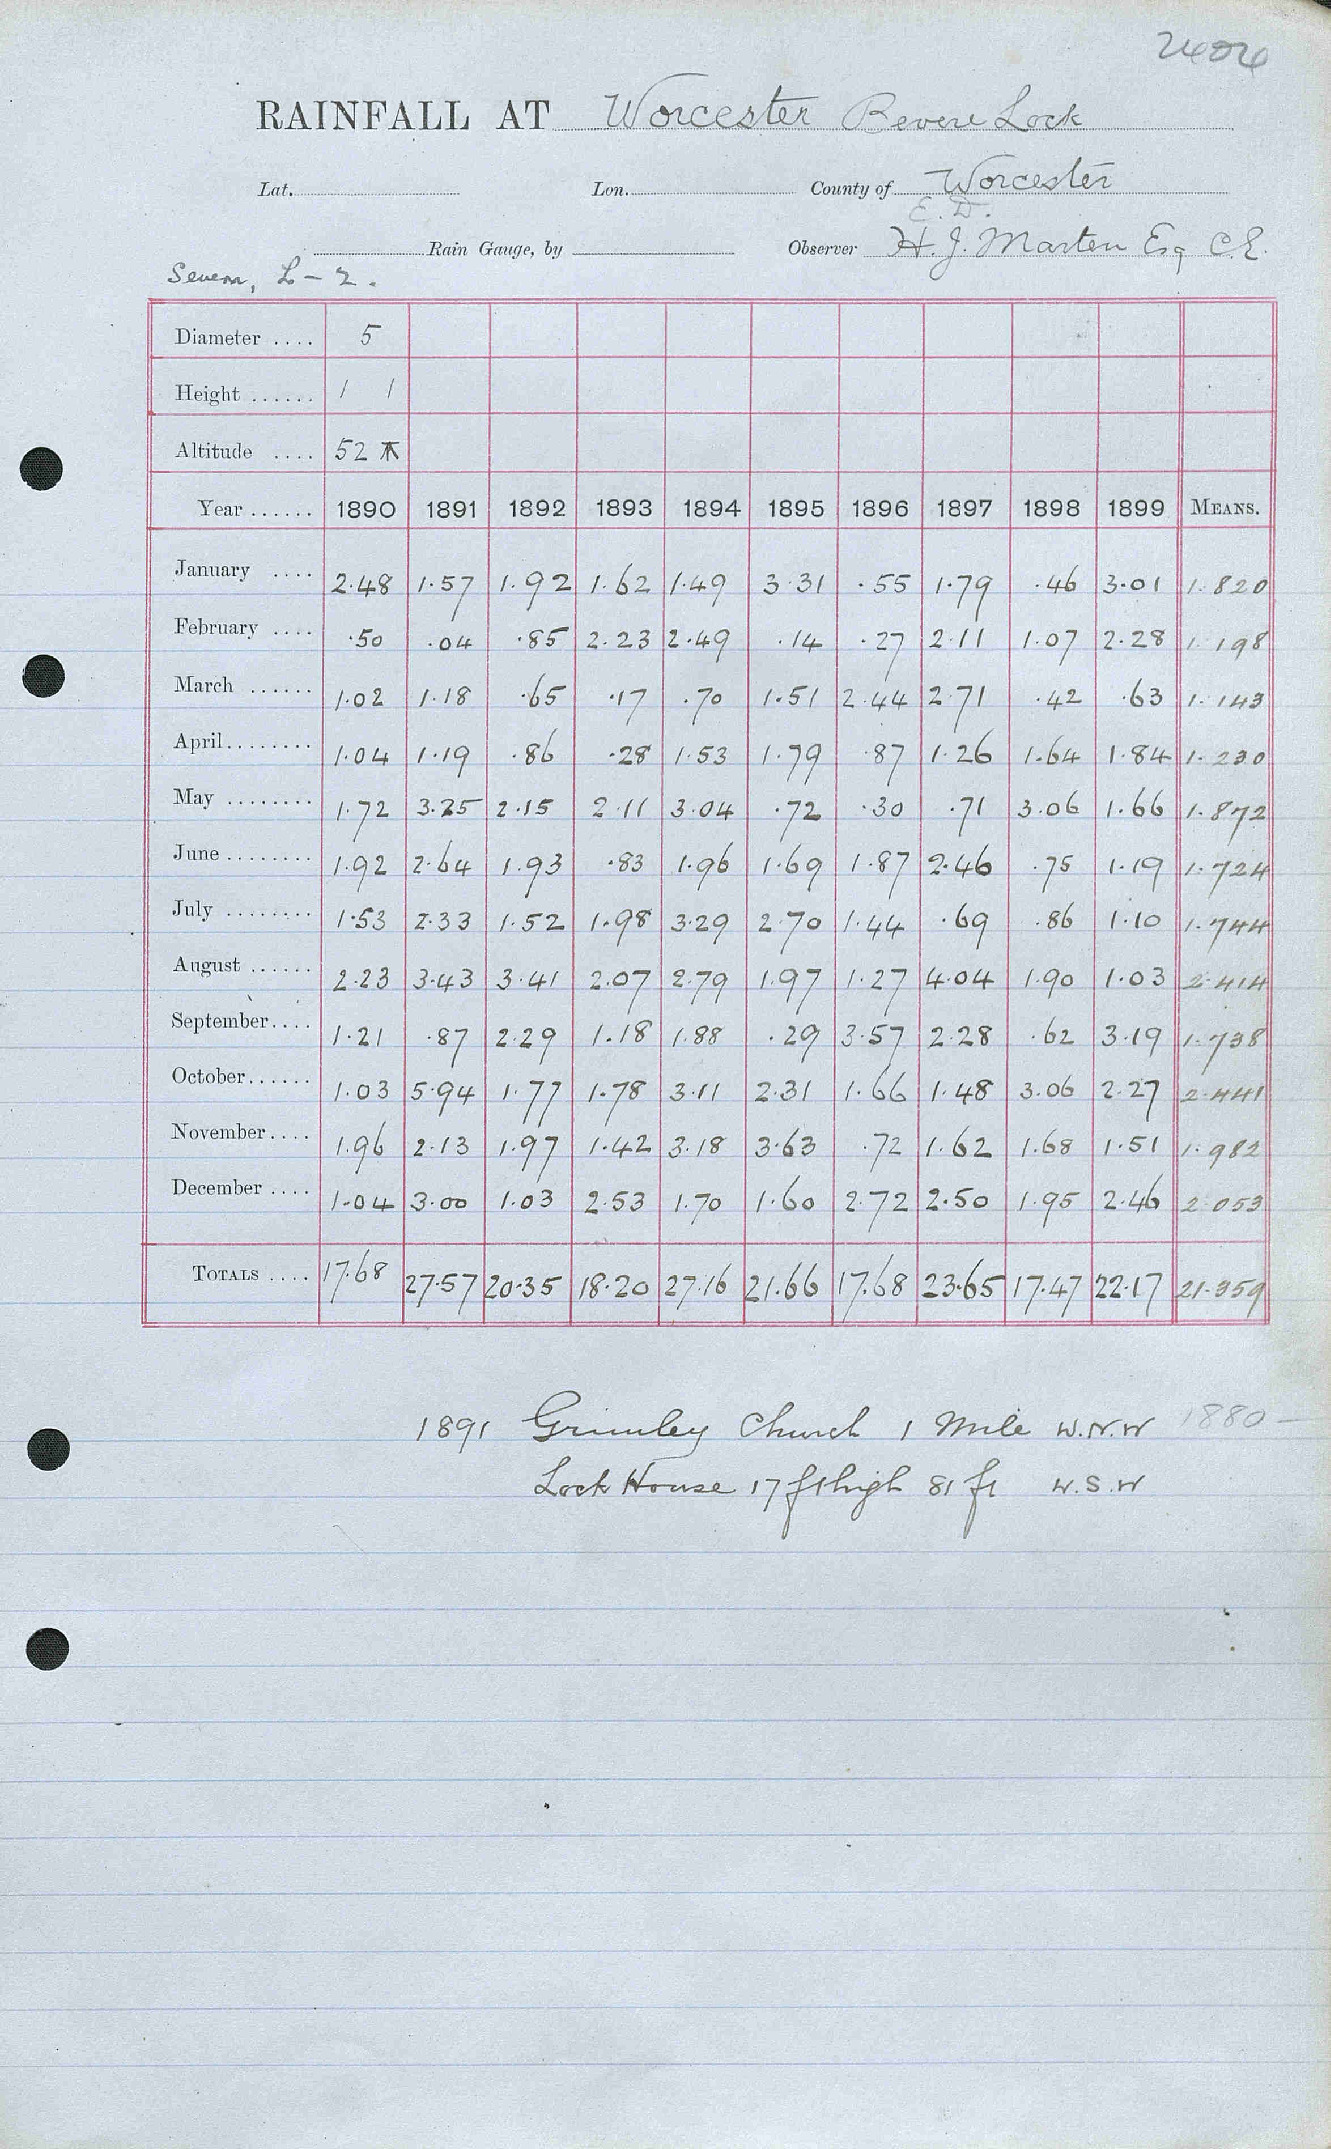 2404
RAINFALL AT Worcester Bevere Lock
Lat. Lon. County of Worcester
E. D.
Rain Gauge, by Observer H. J. Marten Esq C.E.
Severn, L - 2.
Diameter .... 5
Height ...... 1 1
Altitude .... 52
Year ...... 1890 1891 1892 1893 1894 1895 1896 1897 1898 1899 MEANS.
January .... 2.48 1.57 1.92 1.62 1.49 3.31 .55 1.79 .46 3.01 1.820
February .... .50 .04 .85 2.23 2.49 .14 .27 2.11 1.07 2.28 1.198
March ...... 1.02 1.18 .65 .17 .70 1.51 2.44 2.71 .42 .63 1.143
April........ 1.04 1.19 .86 .28 1.53 1.79 .87 1.26 1.64 1.84 1.230
May ........ 1.72 3.25 2.15 2.11 3.04 .72 .30 .71 3.06 1.66 1.872
June ........ 1.92 2.64 1.93 .83 1.96 1.69 1.87 2.46 .75 1.19 1.724
July ........ 1.53 2.33 1.52 1.98 3.29 2.70 1.44 .69 .86 1.10 1.744
August ...... 2.23 3.43 3.41 2.07 2.79 1.97 1.27 4.04 1.90 1.03 2.414
September.... 1.21 .87 2.29 1.18 1.88 .29 3.57 2.28 .62 3.19 1.738
October...... 1.03 5.94 1.77 1.78 3.11 2.31 1.66 1.48 3.06 2.27 2.441
November.... 1.96 2.13 1.97 1.42 3.18 3.63 .72 1.62 1.68 1.51 1.982
December .... 1.04 3.00 1.03 2.53 1.70 1.60 2.72 2.50 1.95 2.46 2.053
TOTALS .... 17.68 27.57 20.35 18.20 27.16 21.66 17.68 23.65 17.47 22.17 21.359
1891 Grimley Church 1 Mile W.N.W 1880 —
Lock House 17 ft high 81 ft W.S.W